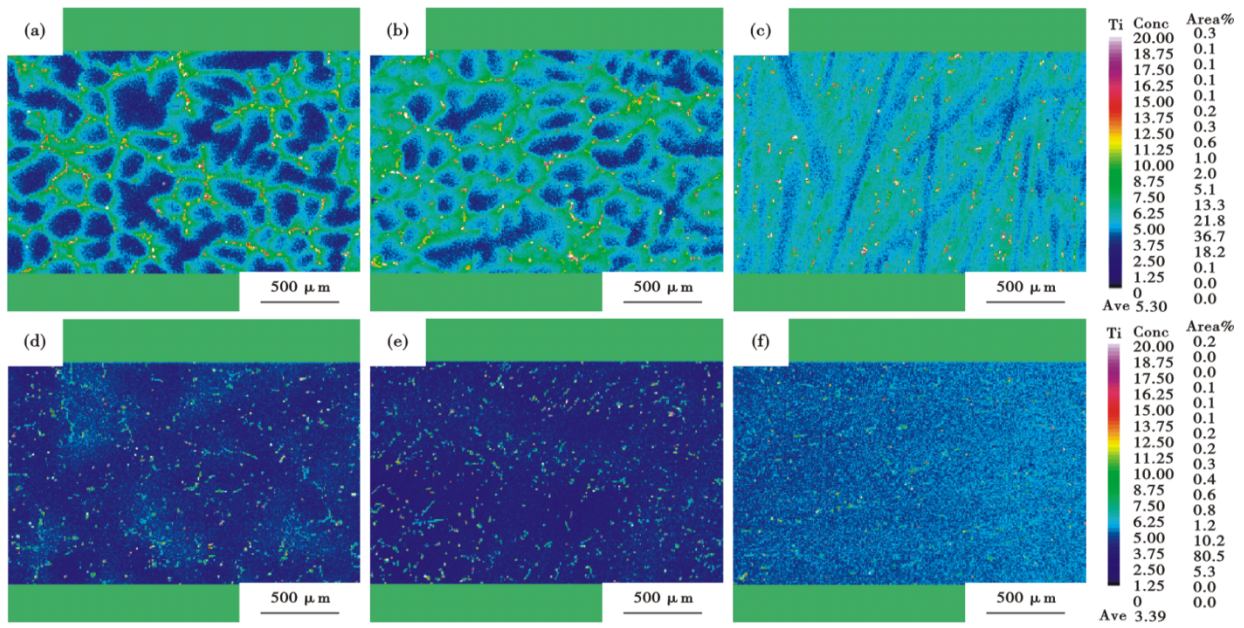 (a)
(b)
(c)
Ti Conc Area%
20.00 0.3
18.75 0.1
17.50 0.1
16.25 0.1
15.00 0.1
13.75 0.2
12.50 0.3
11.25 0.6
10.00 1.0
8.75 2.0
7.50 5.1
6.25 13.3
5.00 21.8
3.75 36.7
2.50 18.2
1.25 0.1
0 0.0
0.0
Ave 5.30
500 μm
500 μm
500 μm
(d)
(e)
(f)
Ti Conc Area%
20.00 0.2
18.75 0.0
17.50 0.0
16.25 0.1
15.00 0.1
13.75 0.1
12.50 0.2
11.25 0.2
10.00 0.3
8.75 0.4
7.50 0.6
6.25 0.8
5.00 1.2
3.75 10.2
2.50 80.5
1.25 5.3
0 0.0
0.0
Ave 3.39
500 μm
500 μm
500 μm